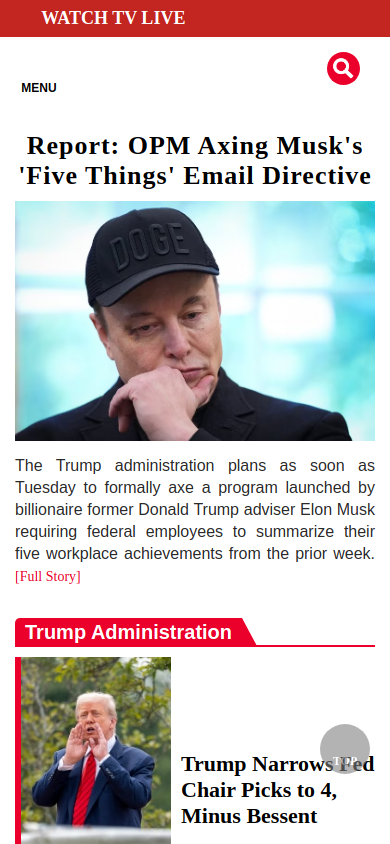 WATCH TV LIVE
MENU
Report: OPM Axing Musk's
'Five Things' Email Directive
DOGE
The Trump administration plans as soon as
Tuesday to formally axe a program launched by
billionaire former Donald Trump adviser Elon Musk
requiring federal employees to summarize their
five workplace achievements from the prior week.
[Full Story]
Trump Administration
TOP
Trump Narrows Fed
Chair Picks to 4,
Minus Bessent